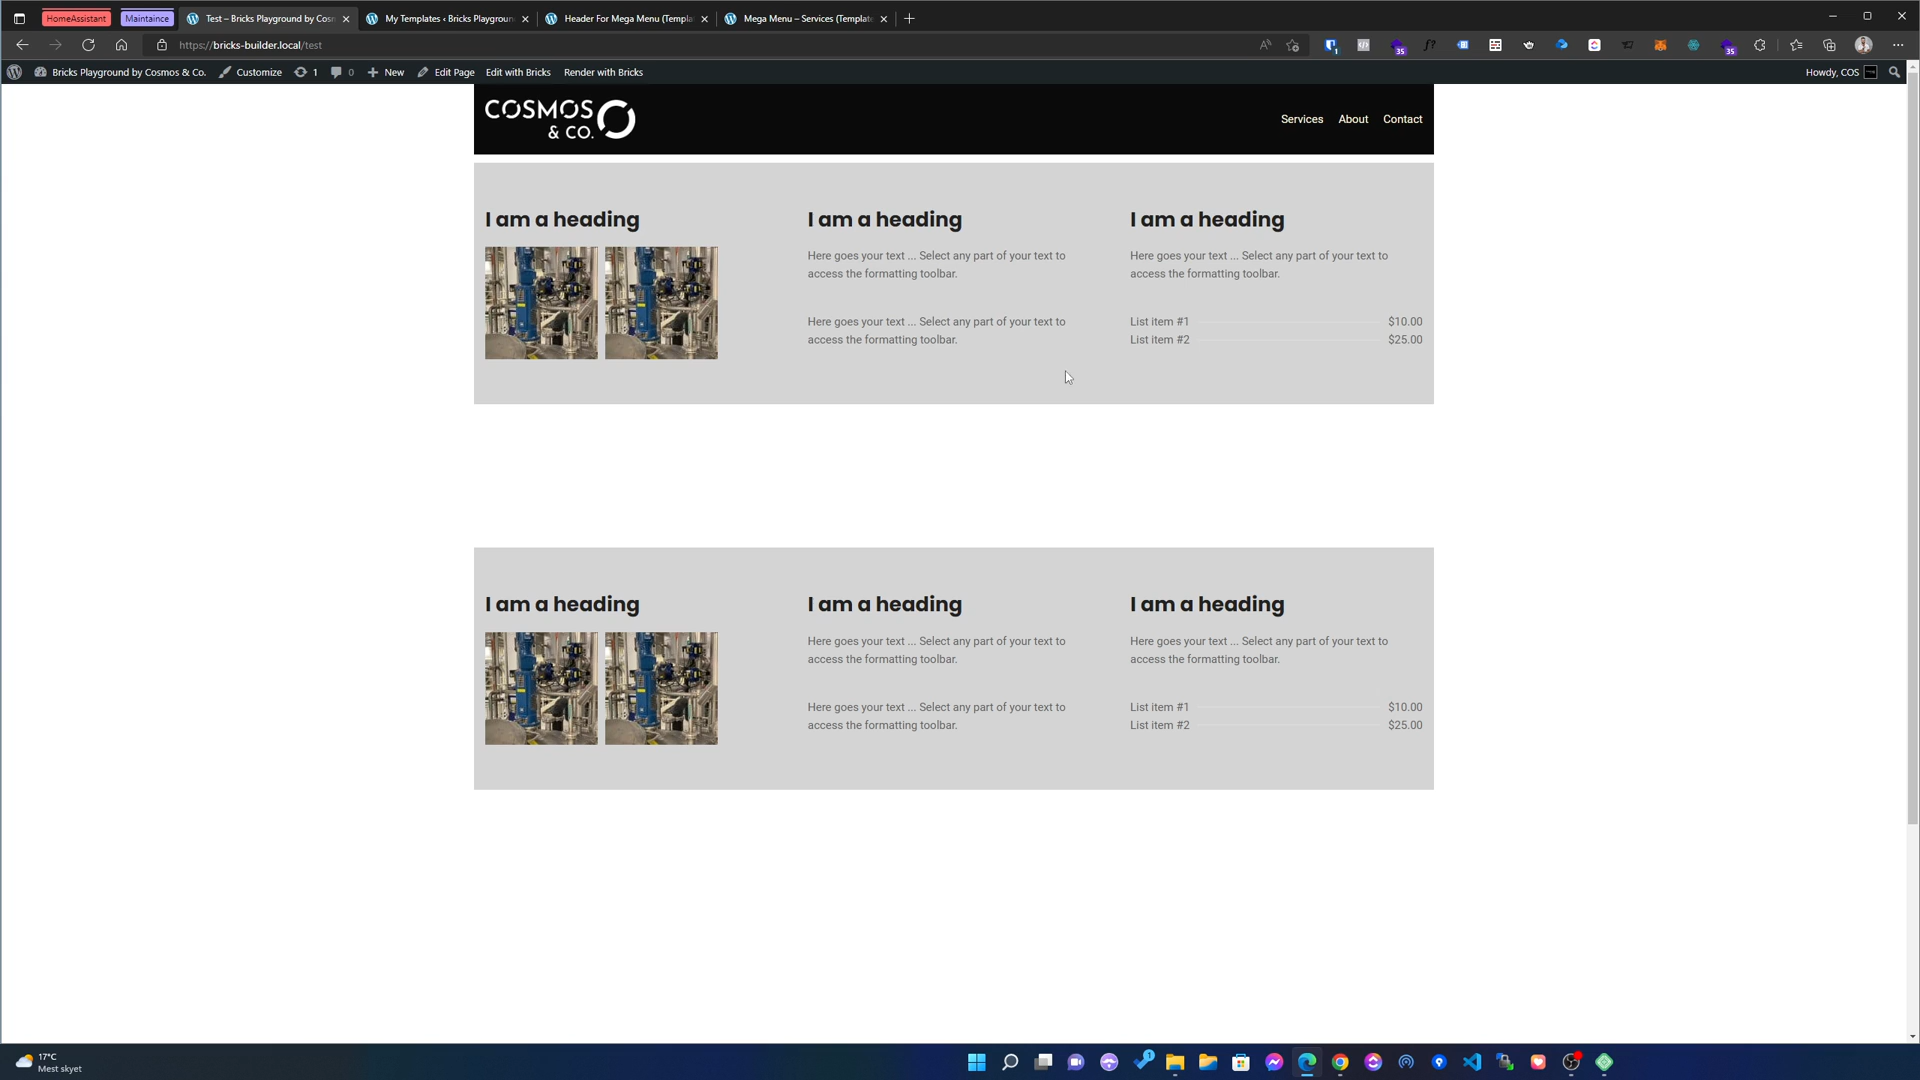 HomeAssistant
Maintaince
Test – Bricks Playground by Cosm
My Templates ‹ Bricks Playgroun
Header For Mega Menu (Templa
Mega Menu – Services (Template
https://bricks-builder.local/test
Bricks Playground by Cosmos & Co.
Customize
1
0
New
Edit Page
Edit with Bricks
Render with Bricks
Howdy, COS
COSMOS
& CO.
Services
About
Contact
I am a heading
I am a heading
Here goes your text ... Select any part of your text to
access the formatting toolbar.
Here goes your text ... Select any part of your text to
access the formatting toolbar.
I am a heading
Here goes your text ... Select any part of your text to
access the formatting toolbar.
List item #1 $10.00
List item #2 $25.00
I am a heading
I am a heading
Here goes your text ... Select any part of your text to
access the formatting toolbar.
Here goes your text ... Select any part of your text to
access the formatting toolbar.
I am a heading
Here goes your text ... Select any part of your text to
access the formatting toolbar.
List item #1 $10.00
List item #2 $25.00
17°C
Mest skyet